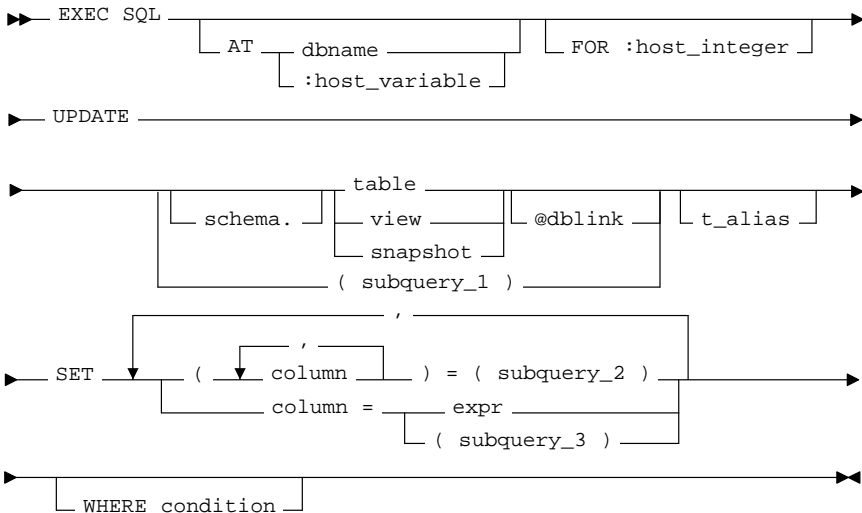 EXEC SQL
AT dbname FOR :host_integer
:host_variable
UPDATE
table
schema. view @dblink t_alias
snapshot
( subquery_1 )
,
,
SET ( column ) = ( subquery_2 )
column = expr
( subquery_3 )
WHERE condition